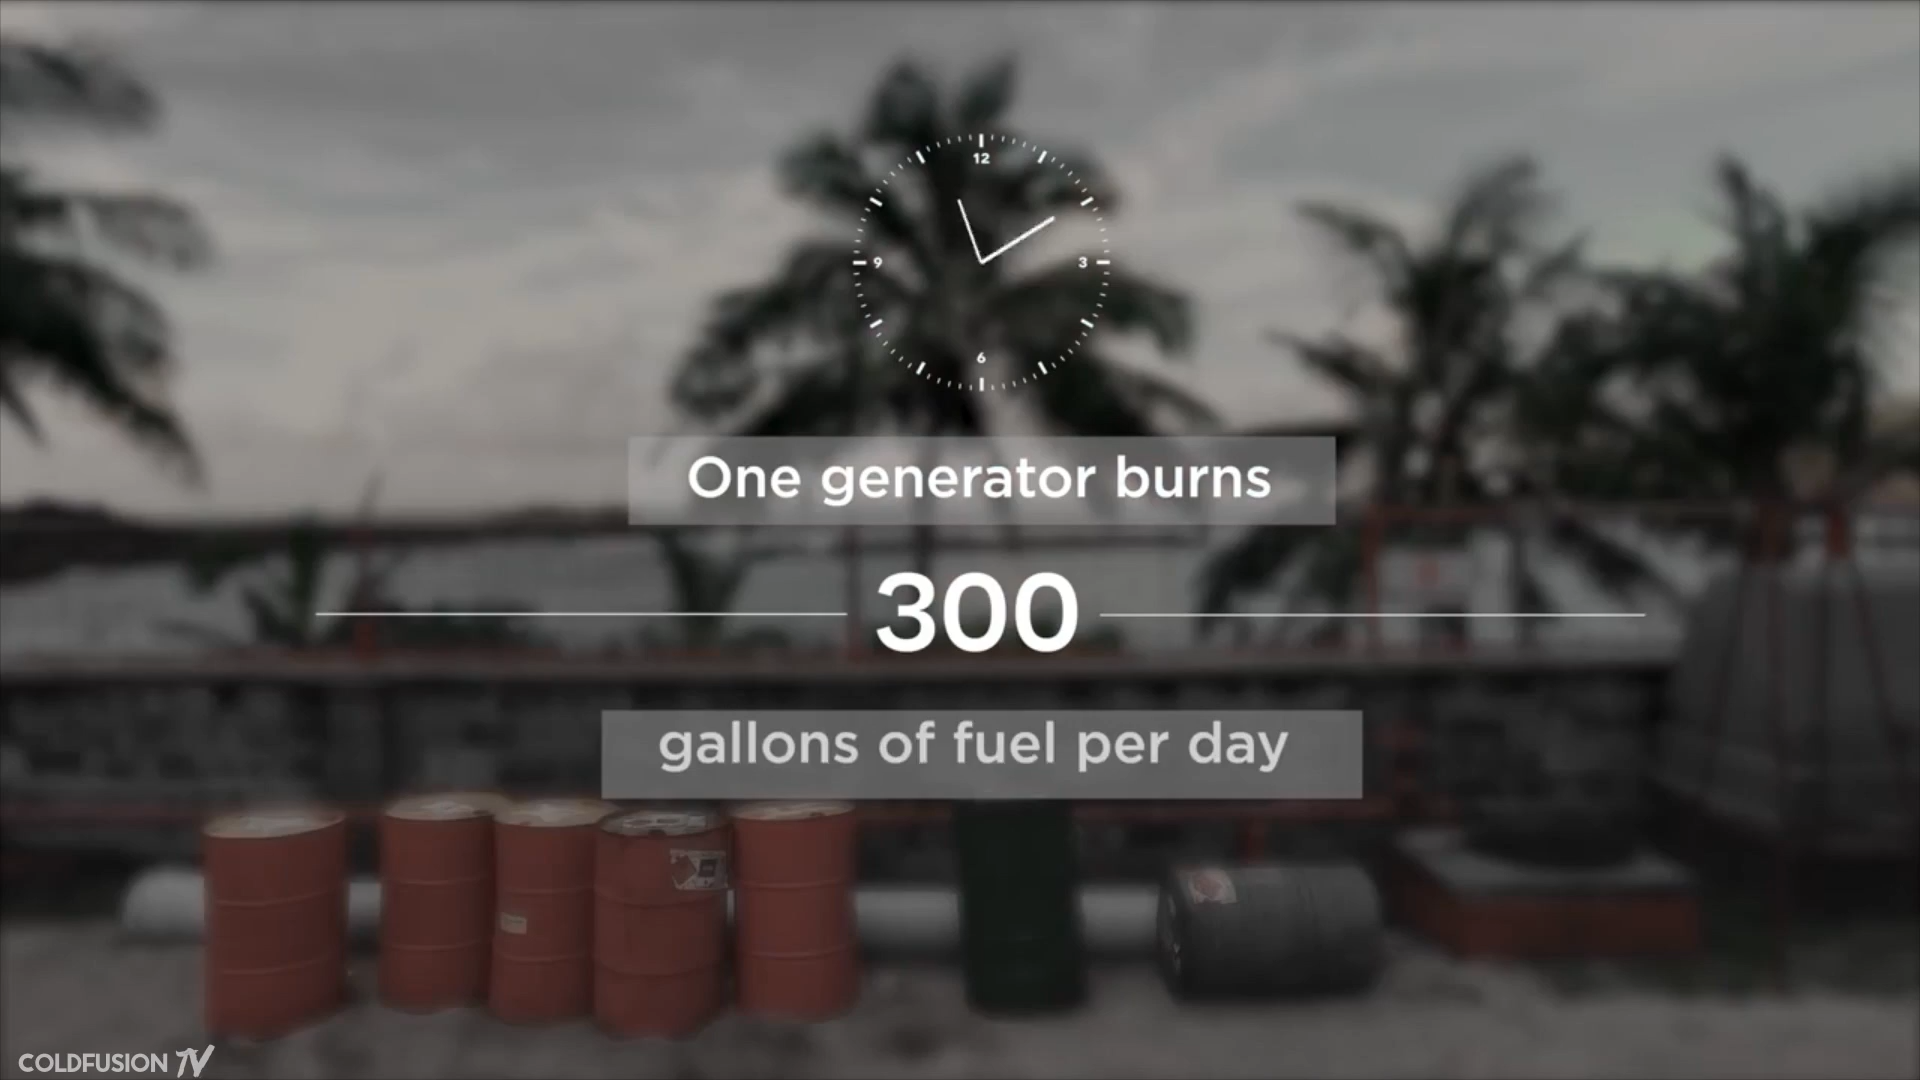 12
9
3
6
One generator burns
300
gallons of fuel per day
COLDFUSION TV